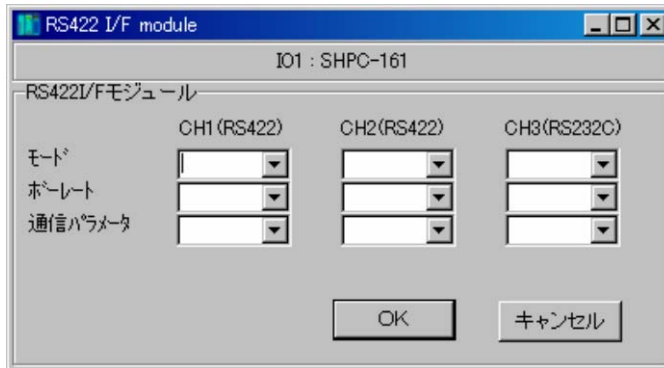 RS422 I/F module
IO1 : SHPC-161
RS422I/Fモジュール
CH1(RS422) CH2(RS422) CH3(RS232C)
ﾓｰﾄﾞ
ﾎﾞｰﾚｰﾄ
通信ﾊﾟﾗﾒｰﾀ
OK キャンセル